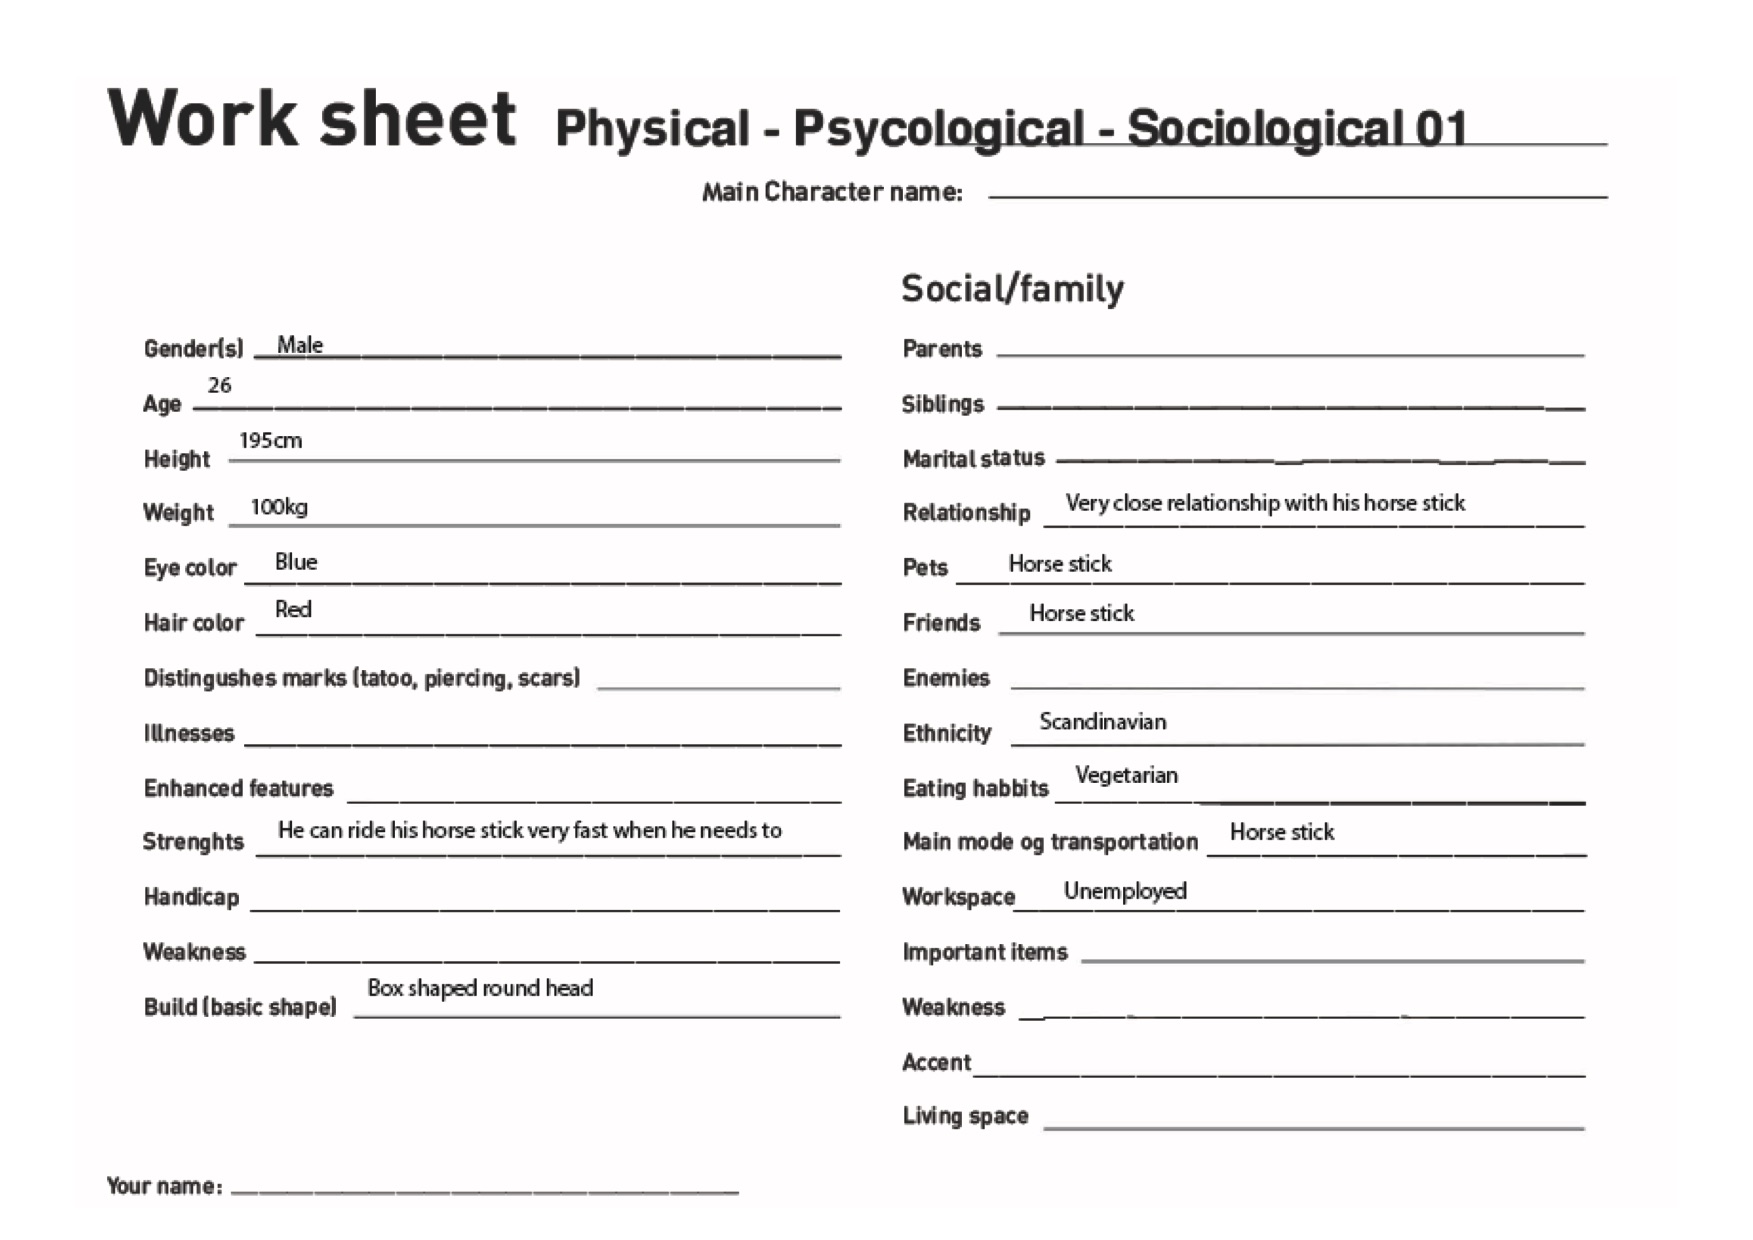 Work sheet Physical - Psycological - Sociological 01
Main Character name:
Gender(s) Male
Age 26
Height 195cm
Weight 100kg
Eye color Blue
Hair color Red
Distingushes marks (tatoo, piercing, scars)
Illnesses
Enhanced features
Strenghts He can ride his horse stick very fast when he needs to
Handicap
Weakness
Build (basic shape) Box shaped round head
Social/family
Parents
Siblings
Marital status
Relationship Very close relationship with his horse stick
Pets Horse stick
Friends Horse stick
Enemies
Ethnicity Scandinavian
Eating habbits Vegetarian
Main mode og transportation Horse stick
Workspace Unemployed
Important items
Weakness
Accent
Living space
Your name: